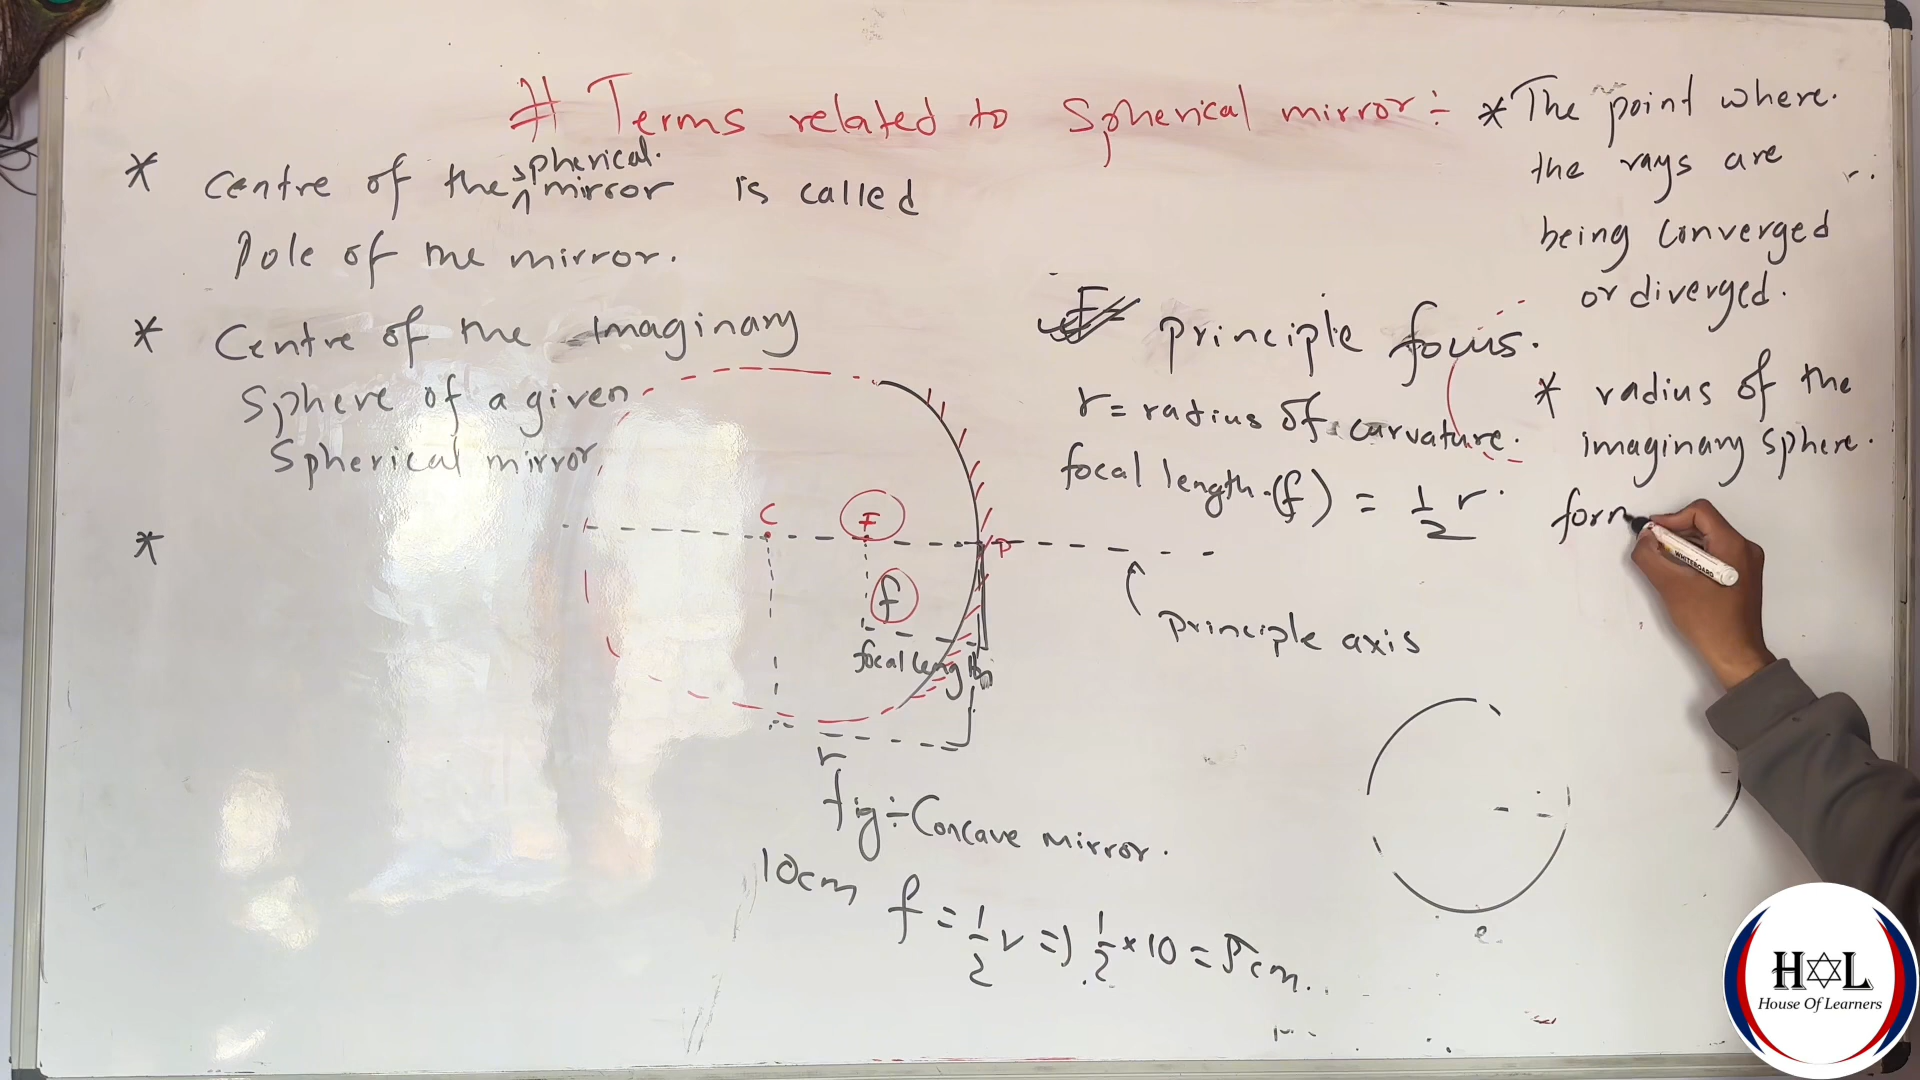 # Terms related to Spherical mirror÷
* Centre of the spherical. mirror is called
Pole of the mirror.
* Centre of the Imaginary
Sphere of a given
Spherical mirror,
*
* The point where.
the rays are
being converged
or diverged.
F= principle focus.
r = radius of curvature.
focal length.(f) = 1/2 r
* radius of the
imaginary sphere.
form
C F P
f
focal length
r
principle axis
fig÷ Concave mirror.
10cm
f = 1/2 r => 1/2 × 10 = 5cm.
e
WHITEBOARD
H✡L
House Of Learners